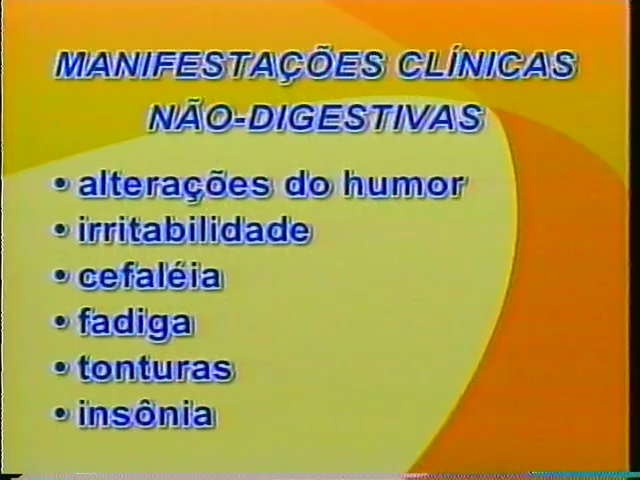 MANIFESTAÇÕES CLÍNICAS
NÃO-DIGESTIVAS
• alterações do humor
• irritabilidade
• cefaléia
• fadiga
• tonturas
• insônia